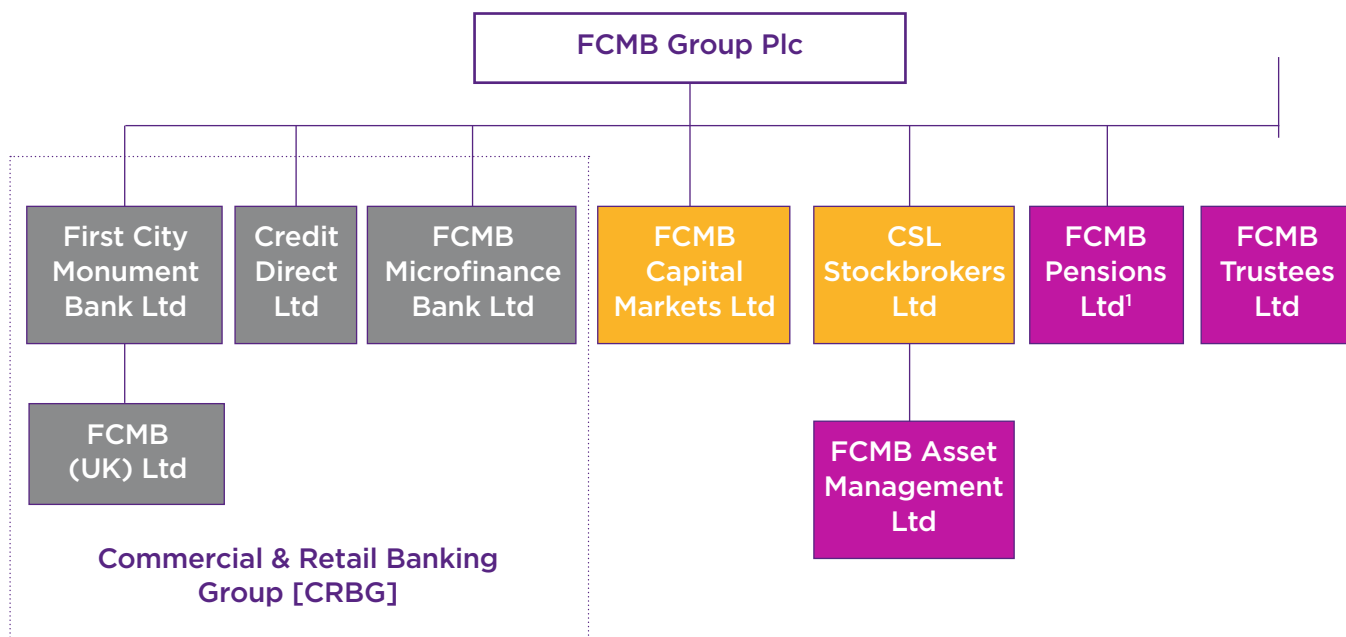 FCMB Group Plc
First City
Monument
Bank Ltd
Credit
Direct
Ltd
FCMB
Microfinance
Bank Ltd
FCMB
Capital
Markets Ltd
CSL
Stockbrokers
Ltd
FCMB
Pensions
Ltd¹
FCMB
Trustees
Ltd
FCMB
(UK) Ltd
FCMB Asset
Management
Ltd
Commercial & Retail Banking
Group [CRBG]